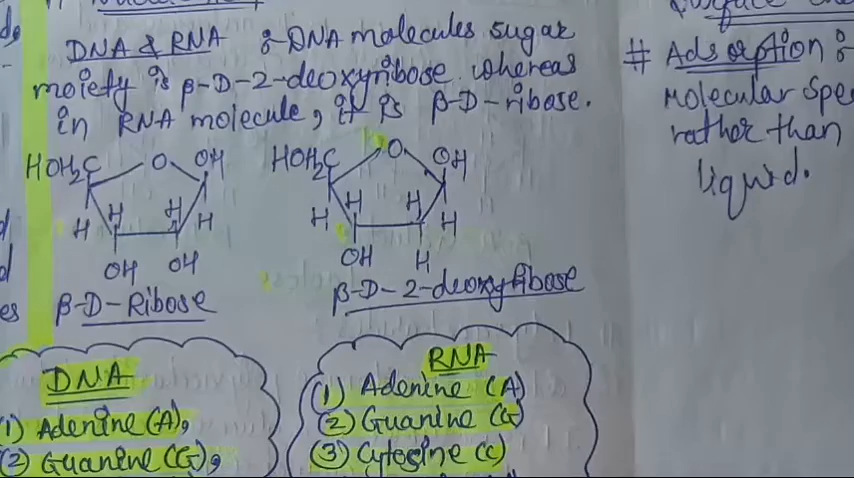 DNA & RNA :- DNA molecules sugar
moiety is β-D-2-deoxyribose whereas
in RNA molecule, it is β-D-ribose.
HOH₂C O OH
H H H H
OH OH
β-D-Ribose
HOH₂C O OH
H H H H
OH H
β-D-2-deoxyribose
DNA
1) Adenine (A),
(2) Guanine (G),
RNA
(1) Adenine (A)
(2) Guanine (G)
(3) Cytosine (C)
# Adsorption :-
Molecular Spe
rather than
liquid.